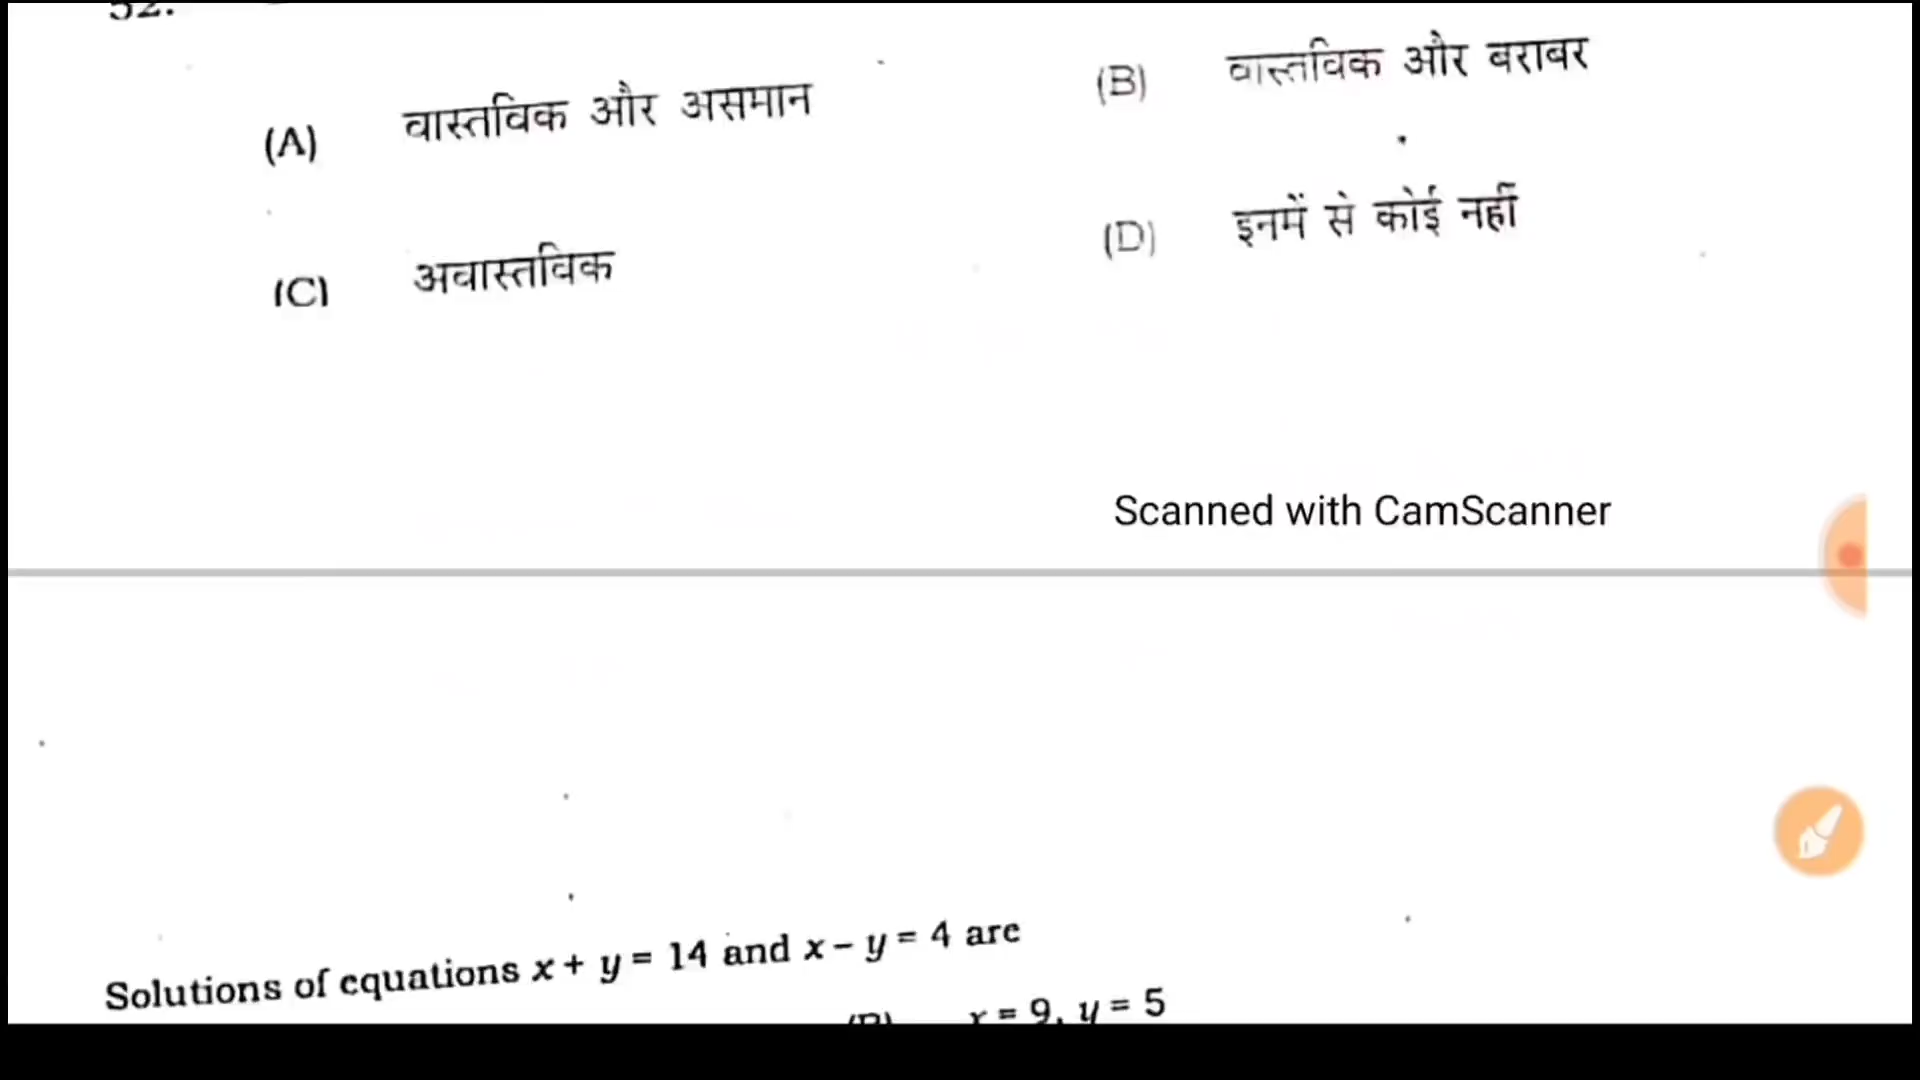 52.
(A) वास्तविक और असमान
(B) वास्तविक और बराबर
(C) अवास्तविक
(D) इनमें से कोई नहीं
Scanned with CamScanner
Solutions of equations x + y = 14 and x - y = 4 are
(B) x = 9, y = 5